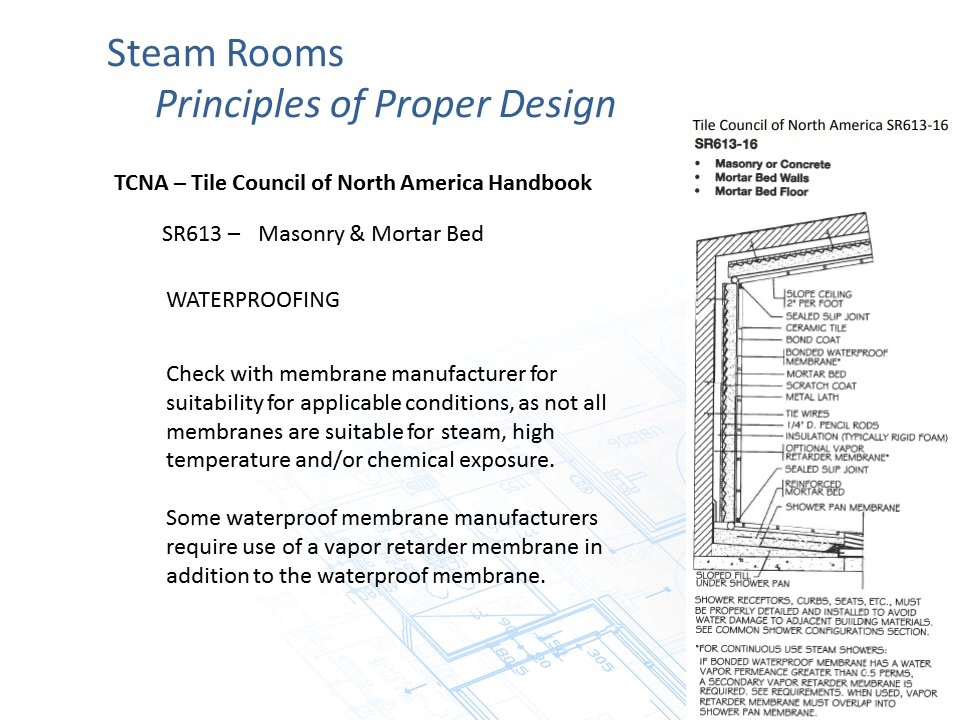 Steam Rooms
Principles of Proper Design
TCNA – Tile Council of North America Handbook
SR613 – Masonry & Mortar Bed
WATERPROOFING
Check with membrane manufacturer for
suitability for applicable conditions, as not all
membranes are suitable for steam, high
temperature and/or chemical exposure.
Some waterproof membrane manufacturers
require use of a vapor retarder membrane in
addition to the waterproof membrane.
Tile Council of North America SR613-16
SR613-16
• Masonry or Concrete
• Mortar Bed Walls
• Mortar Bed Floor
SLOPE CEILING
2" PER FOOT
SEALED SLIP JOINT
CERAMIC TILE
BOND COAT
BONDED WATERPROOF
MEMBRANE*
MORTAR BED
SCRATCH COAT
METAL LATH
TIE WIRES
1/4" D. PENCIL RODS
INSULATION (TYPICALLY RIGID FOAM)
OPTIONAL VAPOR
RETARDER MEMBRANE*
SEALED SLIP JOINT
REINFORCED
MORTAR BED
SHOWER PAN MEMBRANE
SLOPED FILL
UNDER SHOWER PAN
SHOWER RECEPTORS, CURBS, SEATS, ETC., MUST
BE PROPERLY DETAILED AND INSTALLED TO AVOID
WATER DAMAGE TO ADJACENT BUILDING MATERIALS.
SEE COMMON SHOWER CONFIGURATIONS SECTION.
*FOR CONTINUOUS USE STEAM SHOWERS:
IF BONDED WATERPROOF MEMBRANE HAS A WATER
VAPOR PERMEANCE GREATER THAN 0.5 PERMS,
A SECONDARY VAPOR RETARDER MEMBRANE IS
REQUIRED. SEE REQUIREMENTS. WHEN USED, VAPOR
RETARDER MEMBRANE MUST OVERLAP INTO
SHOWER PAN MEMBRANE.
305
80.5